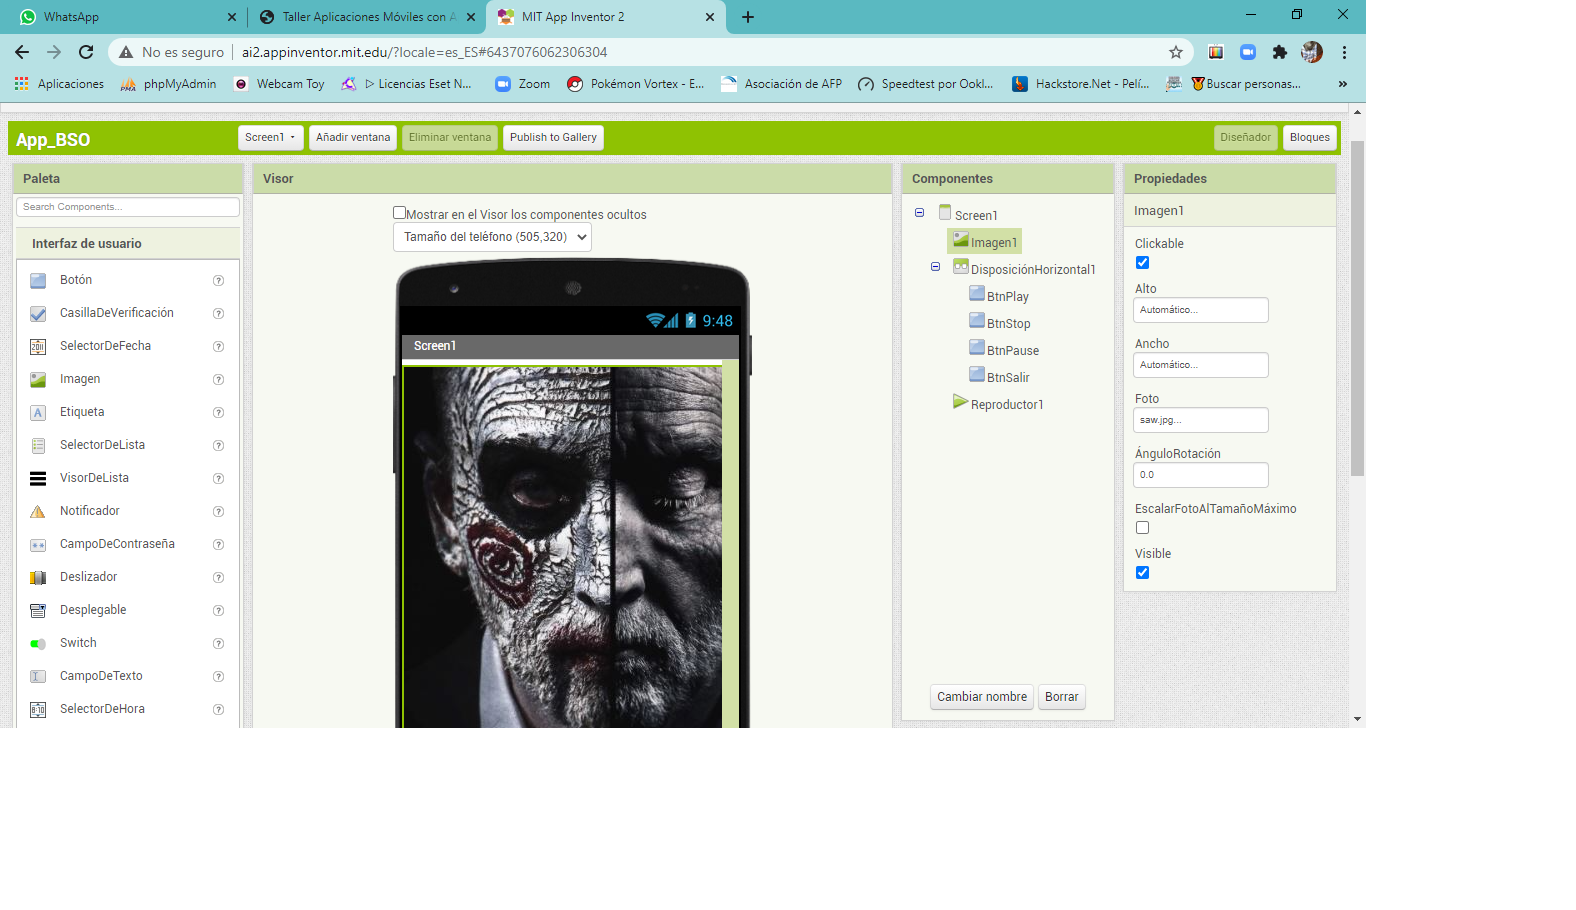 WhatsApp
Taller Aplicaciones Móviles con A
MIT App Inventor 2
No es seguro
ai2.appinventor.mit.edu/?locale=es_ES#6437076062306304
Aplicaciones
phpMyAdmin
Webcam Toy
Licencias Eset N...
Zoom
Pokémon Vortex - E...
Asociación de AFP
Speedtest por Ookl...
Hackstore.Net - Pelí...
Buscar personas...
»
App_BSO
Screen1
Añadir ventana
Eliminar ventana
Publish to Gallery
Diseñador
Bloques
Paleta
Search Components...
Interfaz de usuario
Botón
CasillaDeVerificación
SelectorDeFecha
Imagen
Etiqueta
SelectorDeLista
VisorDeLista
Notificador
CampoDeContraseña
Deslizador
Desplegable
Switch
CampoDeTexto
SelectorDeHora
Visor
Mostrar en el Visor los componentes ocultos
Tamaño del teléfono (505,320)
9:48
Screen1
Componentes
Screen1
Imagen1
DisposiciónHorizontal1
BtnPlay
BtnStop
BtnPause
BtnSalir
Reproductor1
Cambiar nombre
Borrar
Propiedades
Imagen1
Clickable
Alto
Automático...
Ancho
Automático...
Foto
saw.jpg...
ÁnguloRotación
0.0
EscalarFotoAlTamañoMáximo
Visible